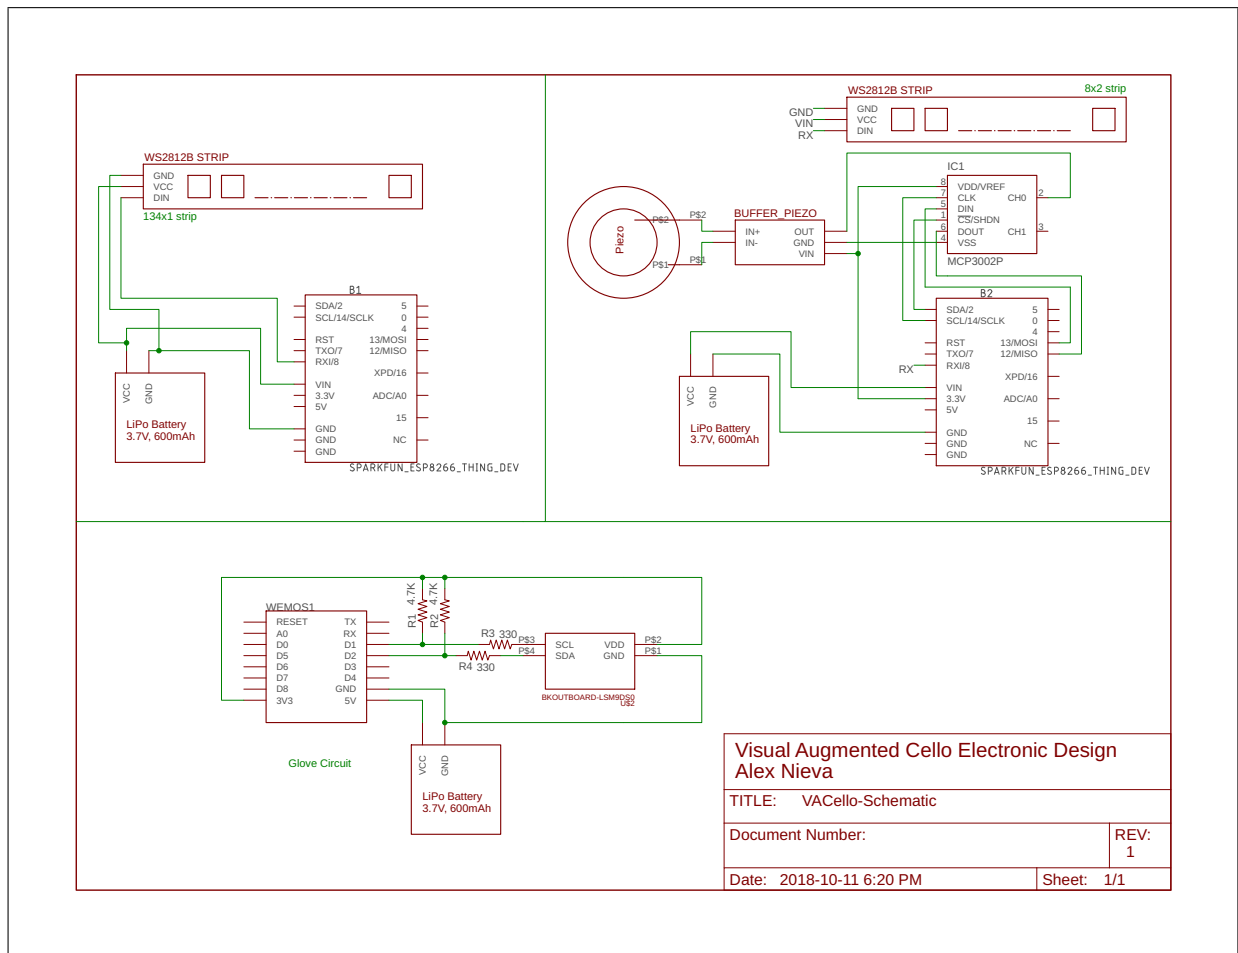 WS2812B STRIP
GND
VCC
DIN
134x1 strip
B1
SDA/2
SCL/14/SCLK
RST
TXO/7
RXI/8
VIN
3.3V
5V
GND
GND
GND
5
0
4
13/MOSI
12/MISO
XPD/16
ADC/A0
15
NC
SPARKFUN_ESP8266_THING_DEV
VCC
GND
LiPo Battery
3.7V, 600mAh
WS2812B STRIP
8x2 strip
GND
VIN
RX
GND
VCC
DIN
Piezo
P$2
P$2
P$1
P$1
BUFFER_PIEZO
IN+
IN-
OUT
GND
VIN
IC1
8
7
5
1
6
4
VDD/VREF
CLK
DIN
CS/SHDN
DOUT
VSS
CH0
CH1
2
3
MCP3002P
B2
SDA/2
SCL/14/SCLK
RST
TXO/7
RXI/8
RX
VIN
3.3V
5V
GND
GND
GND
5
0
4
13/MOSI
12/MISO
XPD/16
ADC/A0
15
NC
SPARKFUN_ESP8266_THING_DEV
VCC
GND
LiPo Battery
3.7V, 600mAh
WEMOS1
RESET
A0
D0
D5
D6
D7
D8
3V3
TX
RX
D1
D2
D3
D4
GND
5V
R1
4.7K
R2
4.7K
R3 330
R4 330
P$3
P$4
SCL
SDA
VDD
GND
P$2
P$1
BKOUTBOARD-LSM9DS0
U$2
Glove Circuit
VCC
GND
LiPo Battery
3.7V, 600mAh
Visual Augmented Cello Electronic Design
Alex Nieva
TITLE: VACello-Schematic
Document Number:
REV:
1
Date: 2018-10-11 6:20 PM
Sheet: 1/1